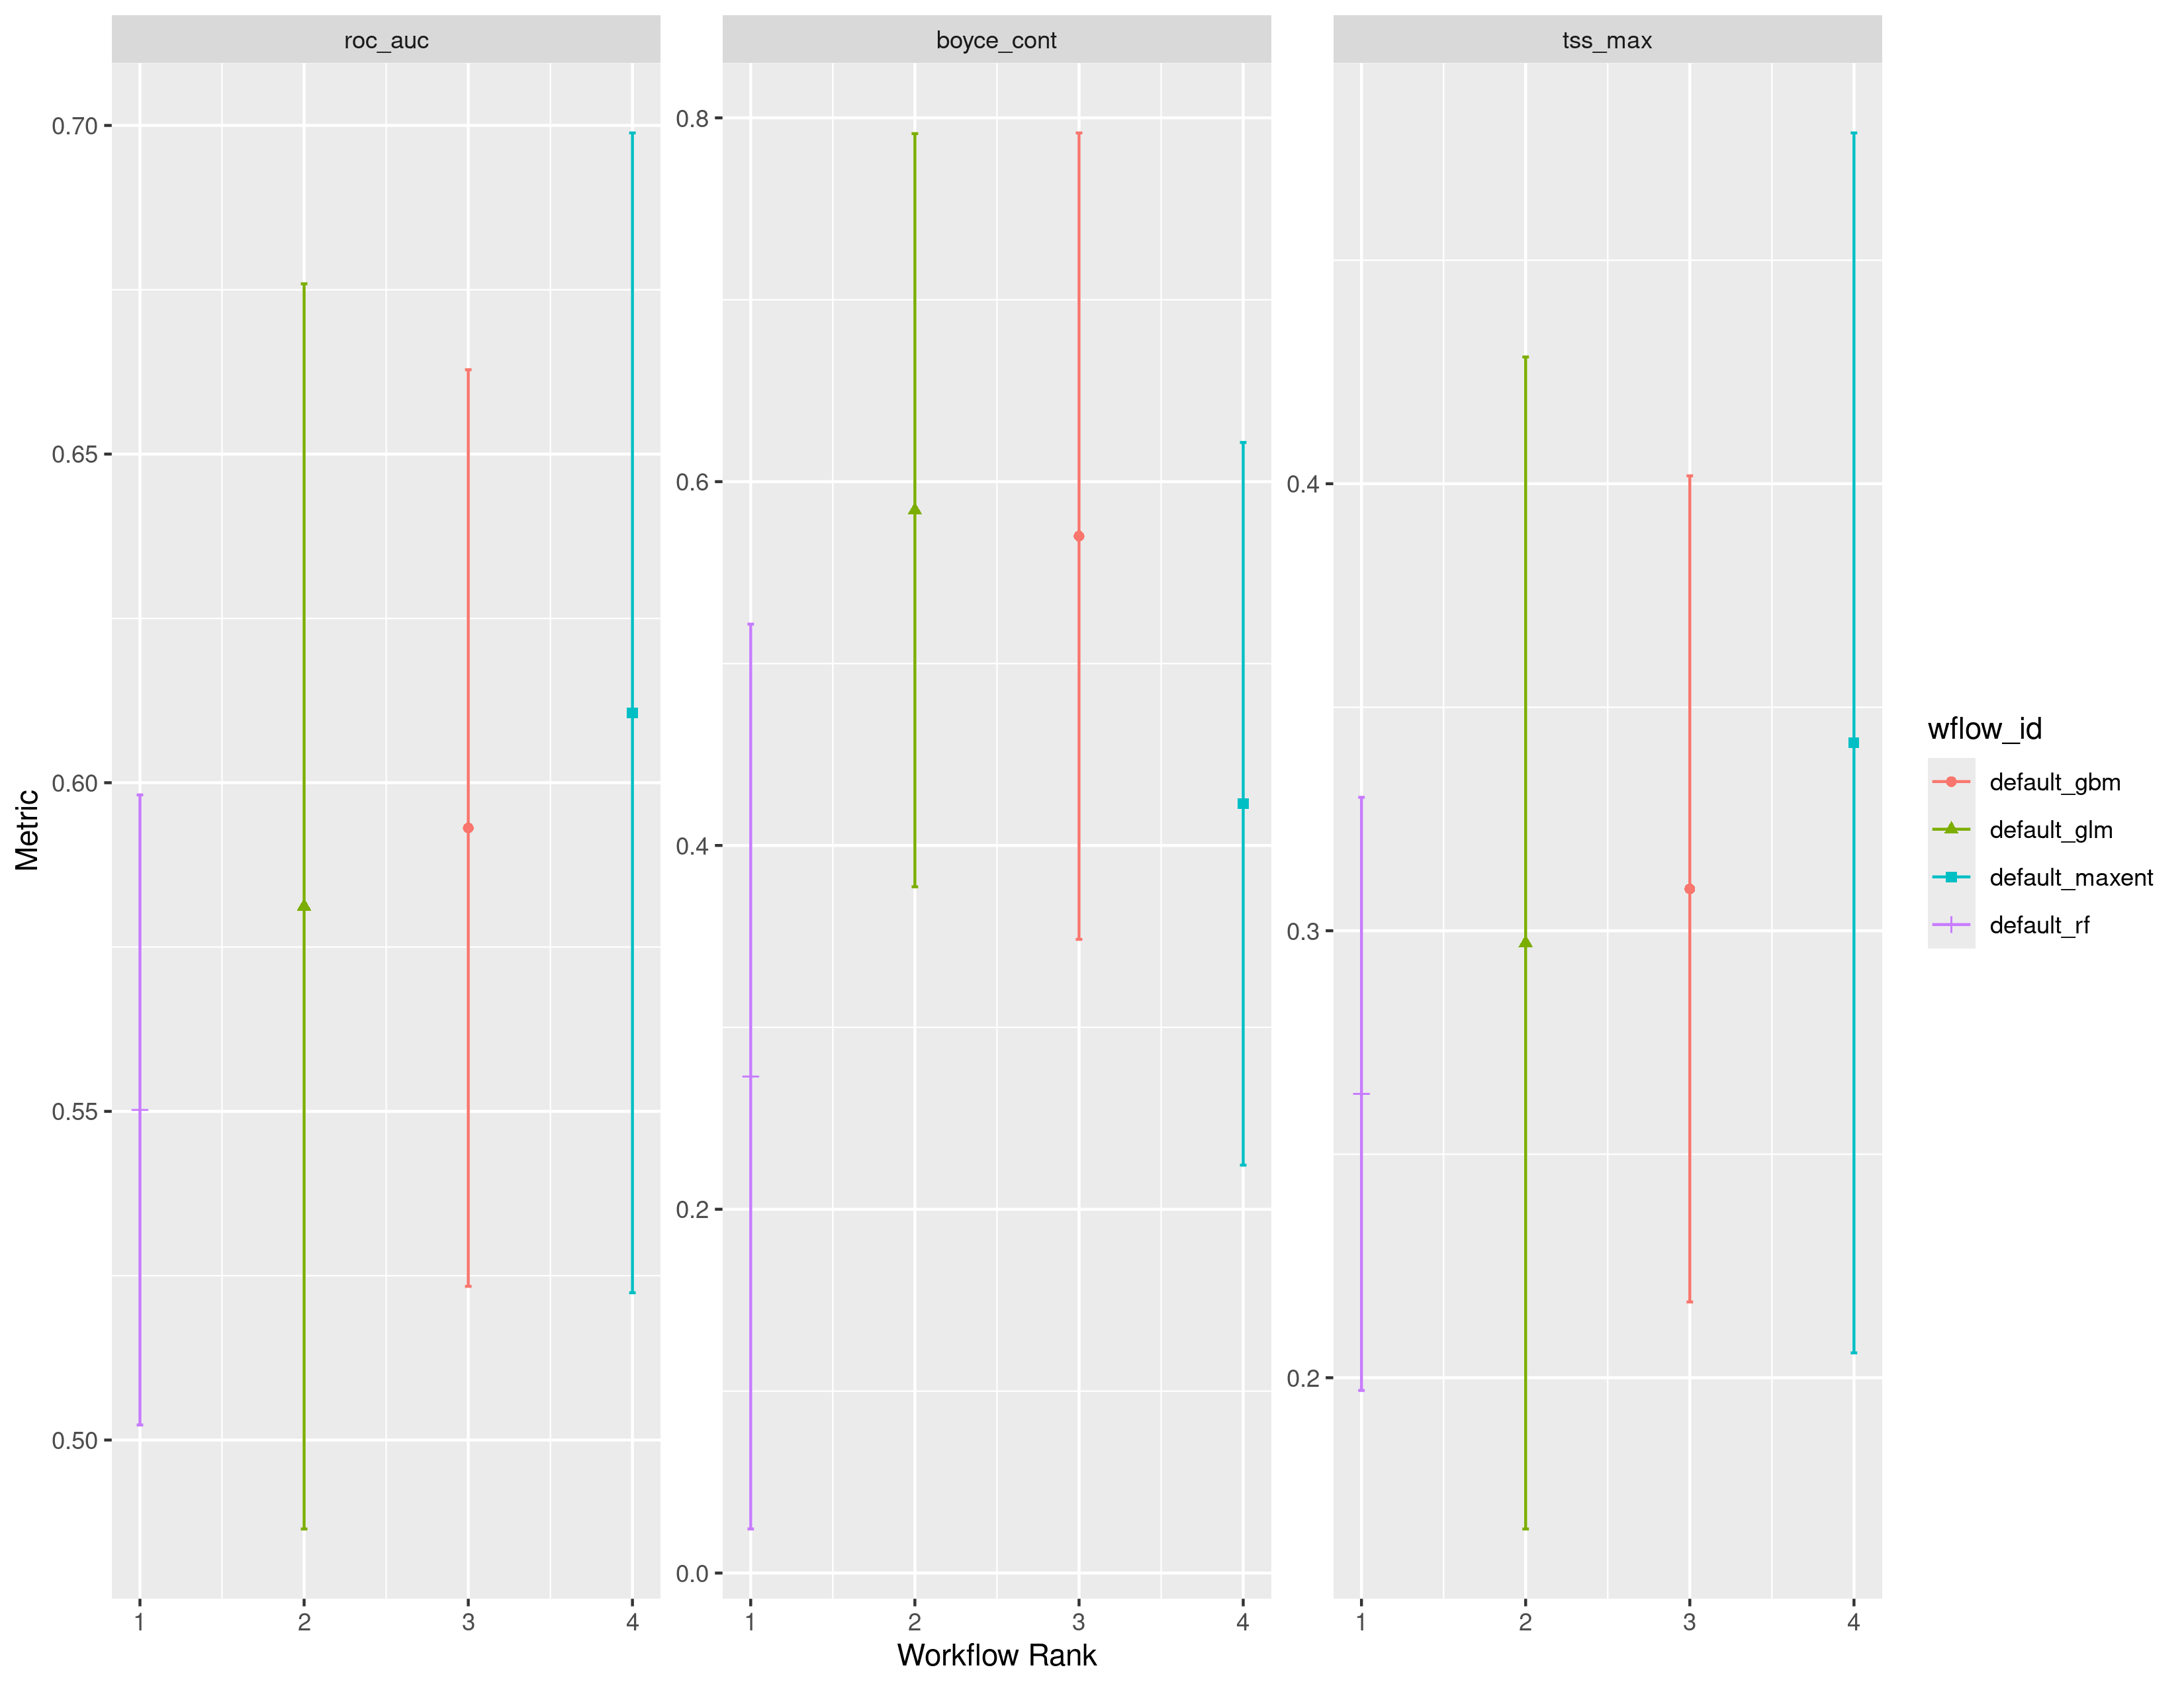 roc_auc
boyce_cont
tss_max
0.70
0.65
0.60
0.55
0.50
0.8
0.6
0.4
0.2
0.0
0.4
0.3
0.2
1 2 3 4
1 2 3 4
1 2 3 4
Metric
Workflow Rank
wflow_id
default_gbm
default_glm
default_maxent
default_rf